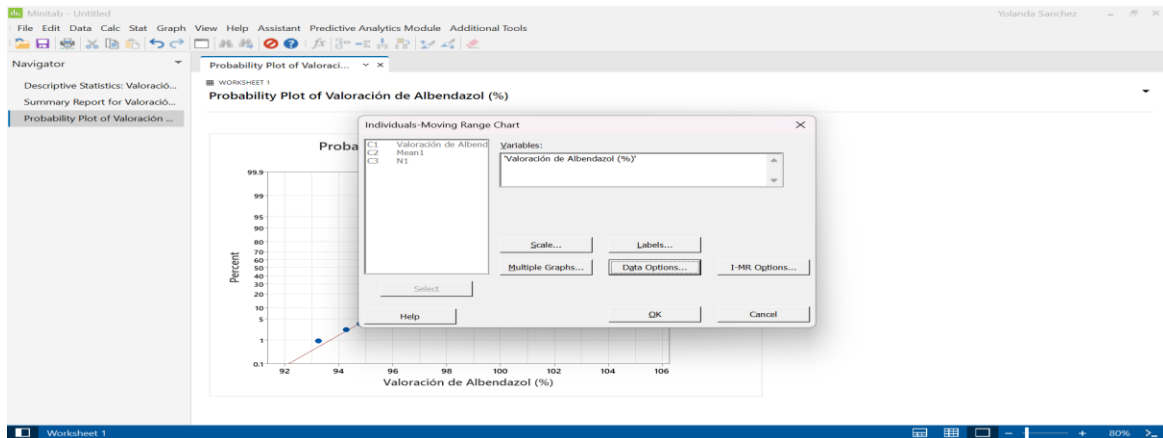 Minitab - Untitled
Yolanda Sanchez
File Edit Data Calc Stat Graph View Help Assistant Predictive Analytics Module Additional Tools
Navigator
Descriptive Statistics: Valoració...
Summary Report for Valoració...
Probability Plot of Valoración ...
Probability Plot of Valoraci...
WORKSHEET 1
Probability Plot of Valoración de Albendazol (%)
Individuals-Moving Range Chart
C1 Valoración de Albend
C2 Mean1
C3 N1
Variables:
'Valoración de Albendazol (%)'
Scale...
Labels...
Multiple Graphs...
Data Options...
I-MR Options...
Select
Help
OK
Cancel
Proba
Percent
99.9
99
95
90
80
70
60
50
40
30
20
10
5
1
0.1
92 94 96 98 100 102 104 106
Valoración de Albendazol (%)
Worksheet 1
80%